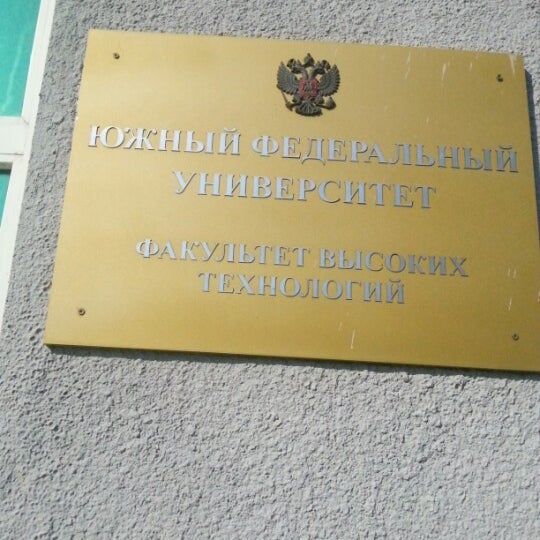 ЮЖНЫЙ ФЕДЕРАЛЬНЫЙ
УНИВЕРСИТЕТ
ФАКУЛЬТЕТ ВЫСОКИХ
ТЕХНОЛОГИЙ